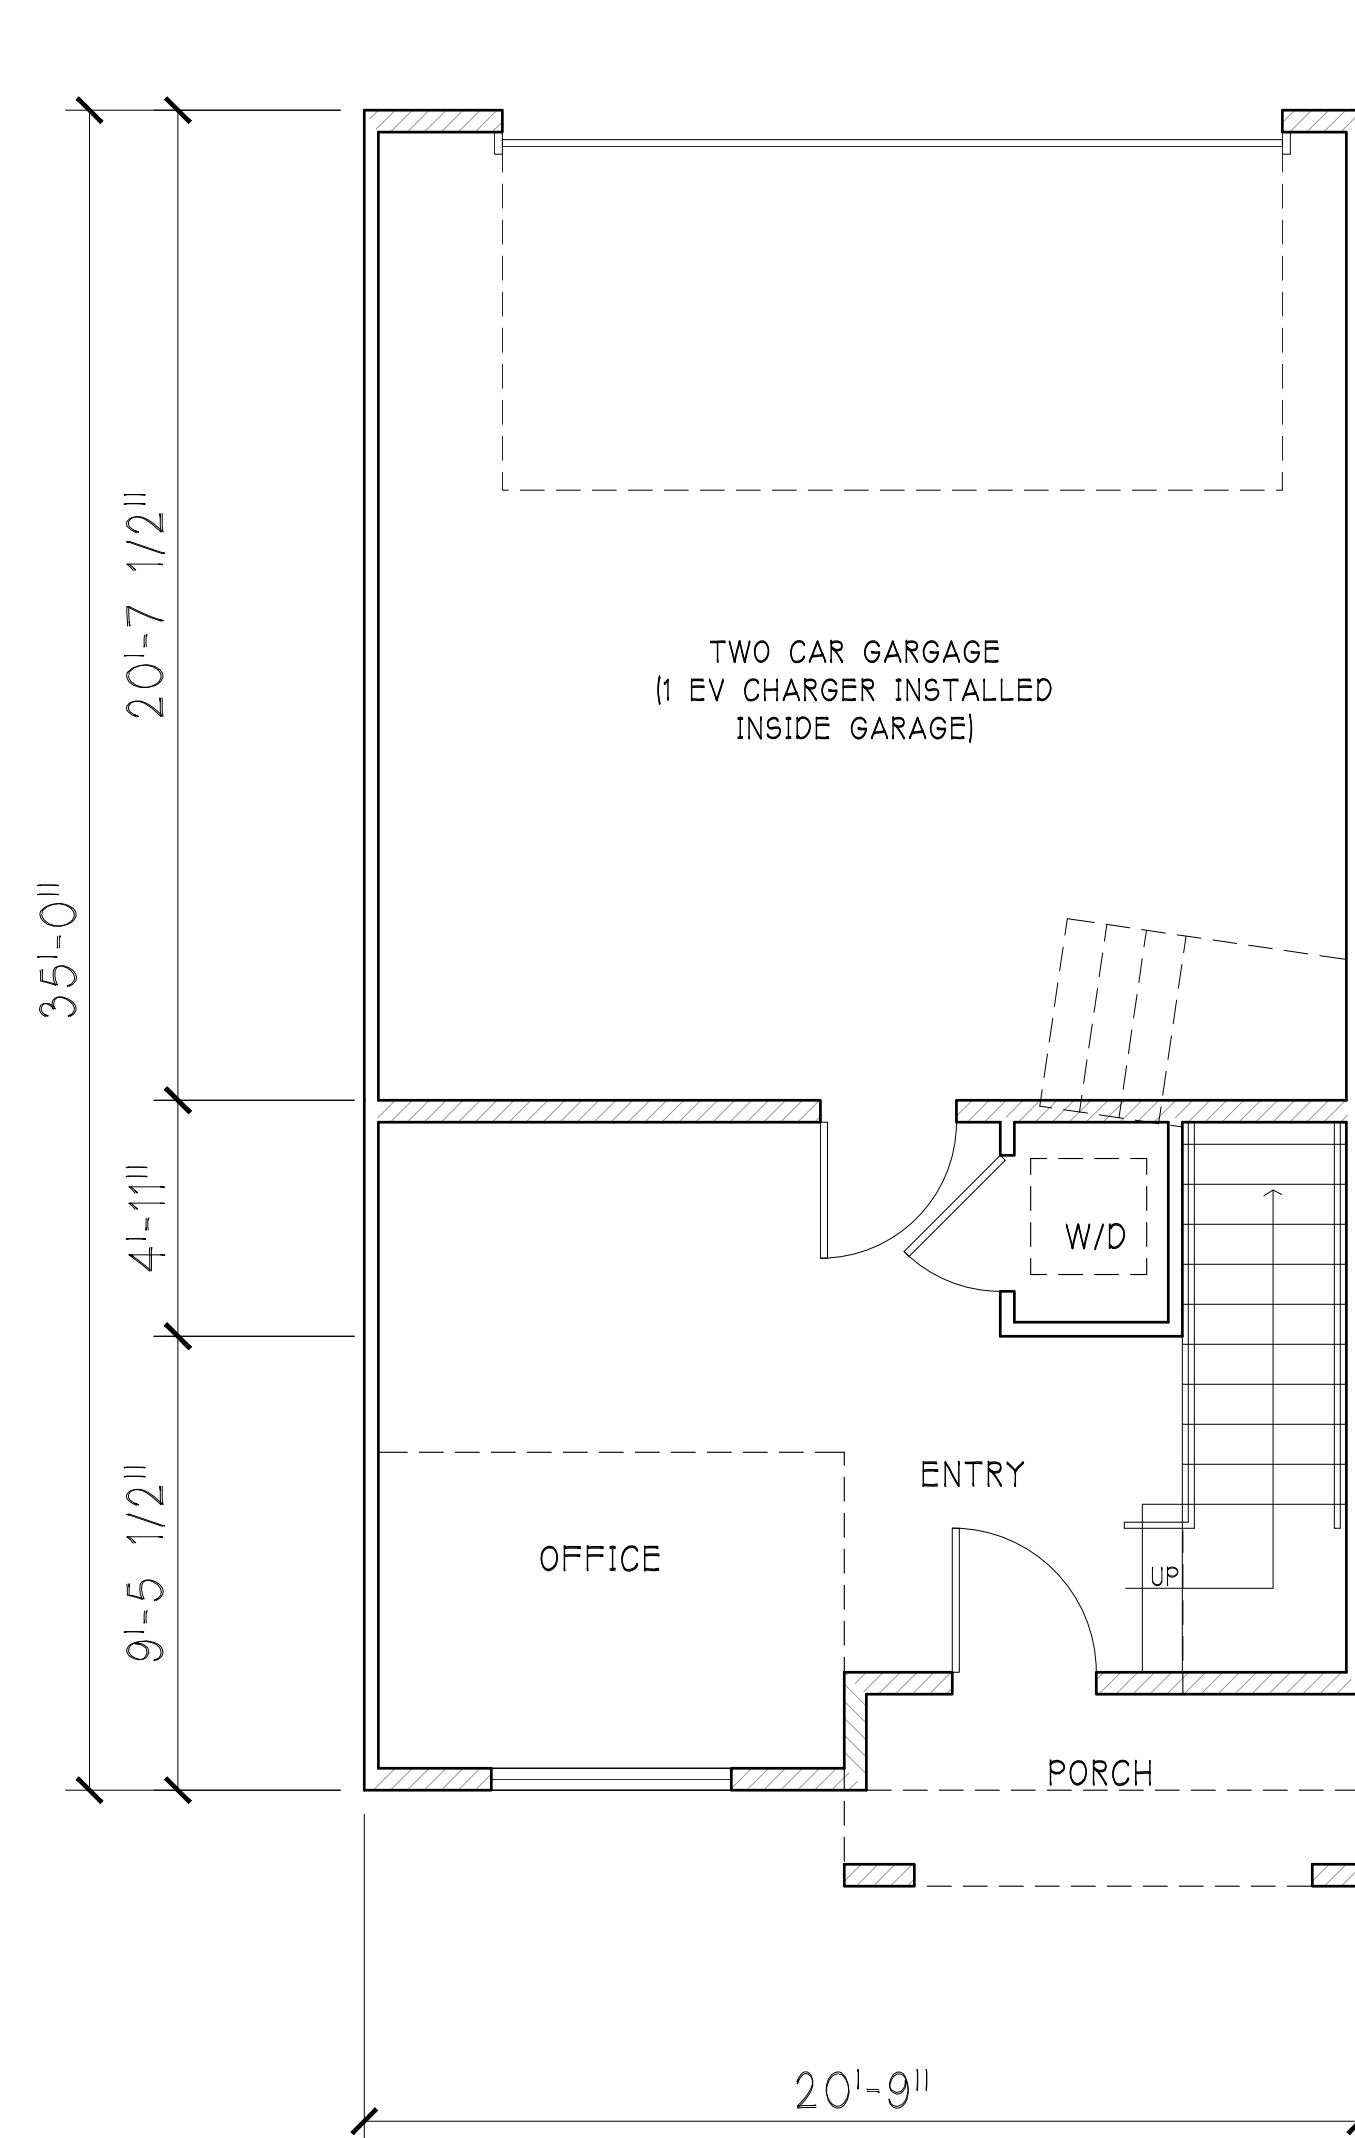 20'-7 1/2"
TWO CAR GARGAGE
(1 EV CHARGER INSTALLED
INSIDE GARAGE)
35'-0"
4'-11"
W/D
ENTRY
9'-5 1/2"
OFFICE
UP
PORCH
20'-9"